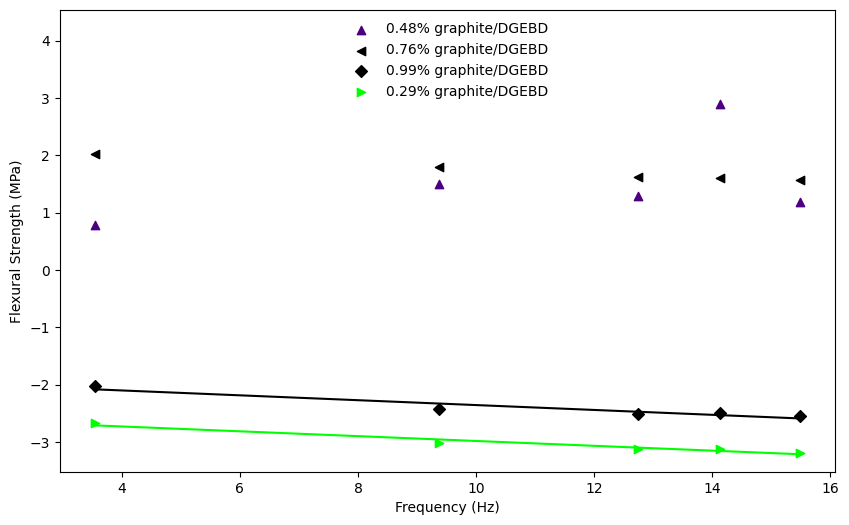 0.48% graphite/DGEBD
0.76% graphite/DGEBD
0.99% graphite/DGEBD
0.29% graphite/DGEBD
Flexural Strength (MPa)
4
3
2
1
0
−1
−2
−3
4 6 8 10 12 14 16
Frequency (Hz)